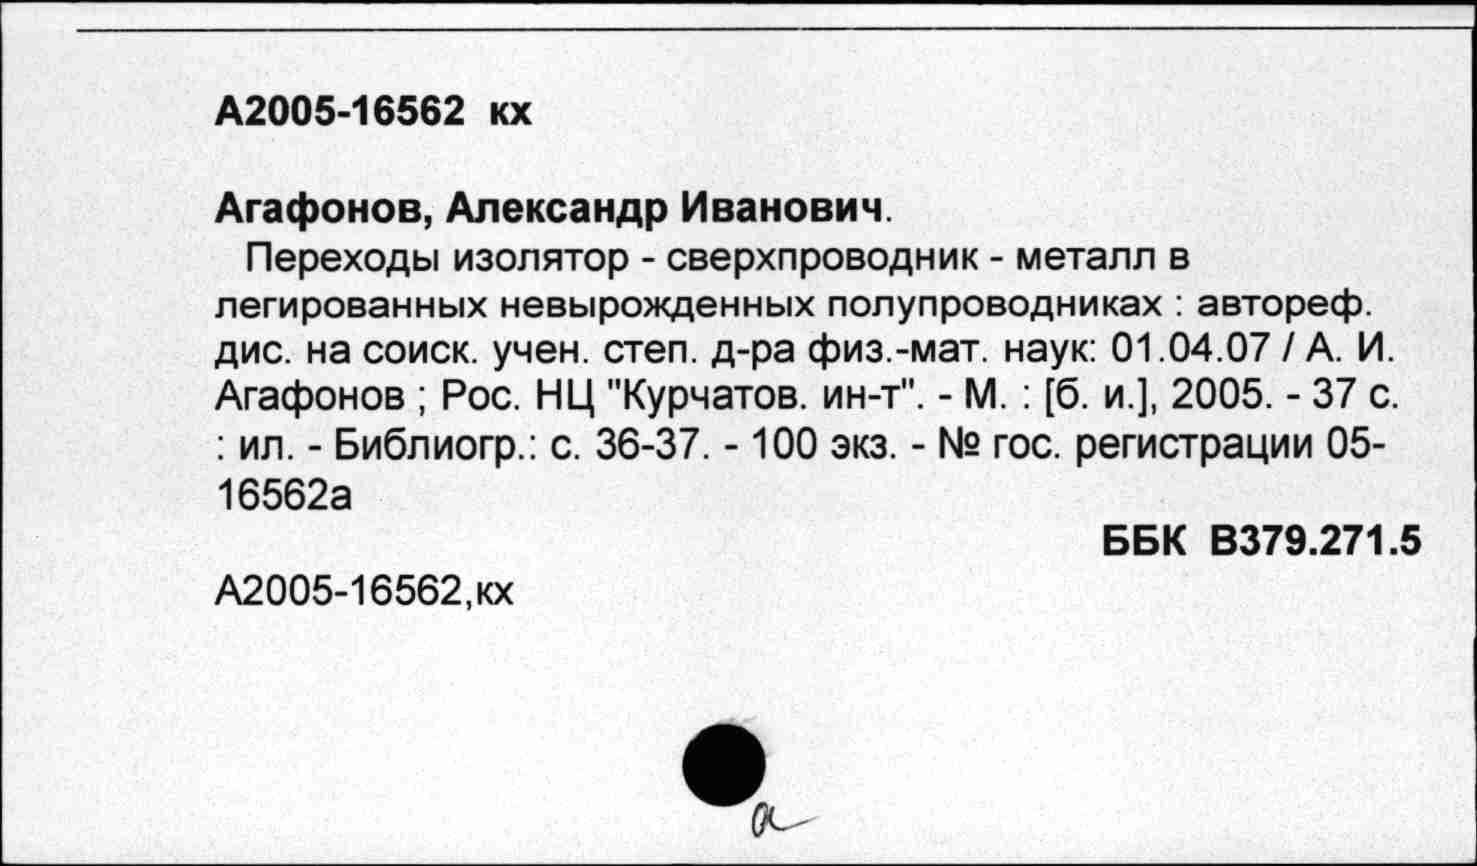 А2005-16562 кх
Агафонов, Александр Иванович.
Переходы изолятор - сверхпроводник - металл в
легированных невырожденных полупроводниках : автореф.
дис. на соиск. учен. степ. д-ра физ.-мат. наук: 01.04.07 / А. И.
Агафонов ; Рос. НЦ "Курчатов. ин-т". - М. : [б. и.], 2005. - 37 с.
: ил. - Библиогр.: с. 36-37. - 100 экз. - № гос. регистрации 05-
16562а
ББК В379.271.5
А2005-16562,кх
а